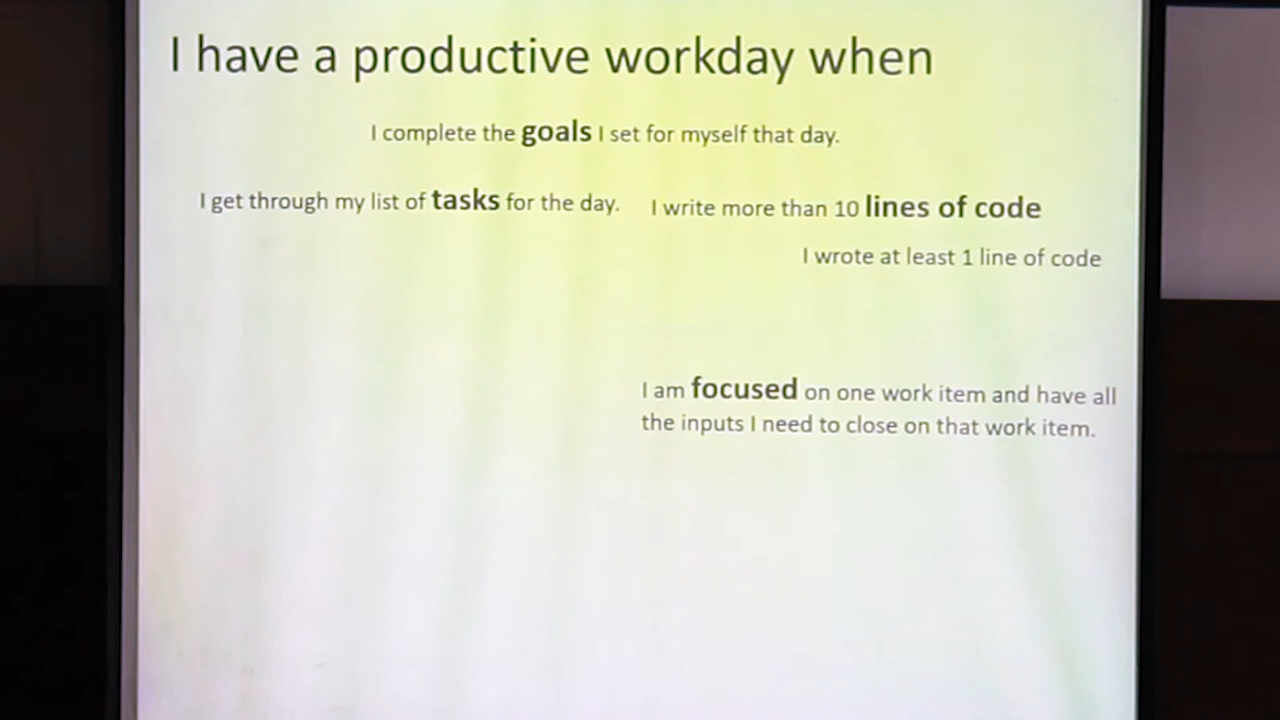 I have a productive workday when
I complete the goals I set for myself that day.
I get through my list of tasks for the day.
I write more than 10 lines of code
I wrote at least 1 line of code
I am focused on one work item and have all
the inputs I need to close on that work item.